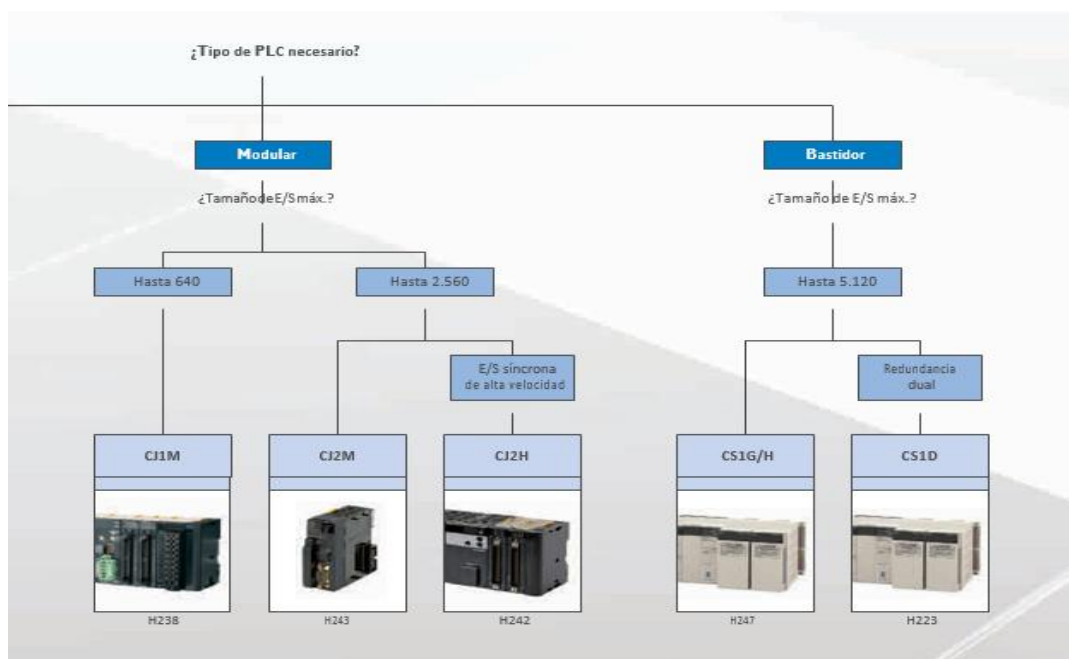 ¿Tipo de PLC necesario?
Modular
Bastidor
¿Tamaño de E/S máx.?
¿Tamaño de E/S máx.?
Hasta 640
Hasta 2.560
Hasta 5.120
E/S síncrona
de alta velocidad
Redundancia
dual
CJ1M
CJ2M
CJ2H
CS1G/H
CS1D
H238
H243
H242
H247
H223